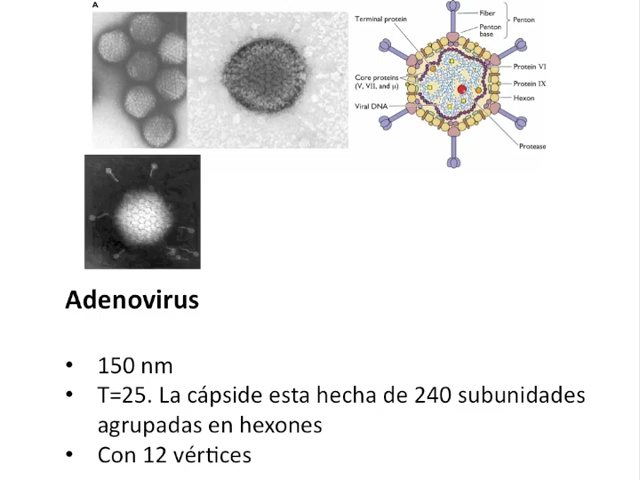 A
Terminal protein
Fiber
Penton
Penton
base
Core proteins
(V, VII, and μ)
Protein VI
Protein IX
Hexon
Viral DNA
Protease
Adenovirus
• 150 nm
• T=25. La cápside esta hecha de 240 subunidades
agrupadas en hexones
• Con 12 vértices